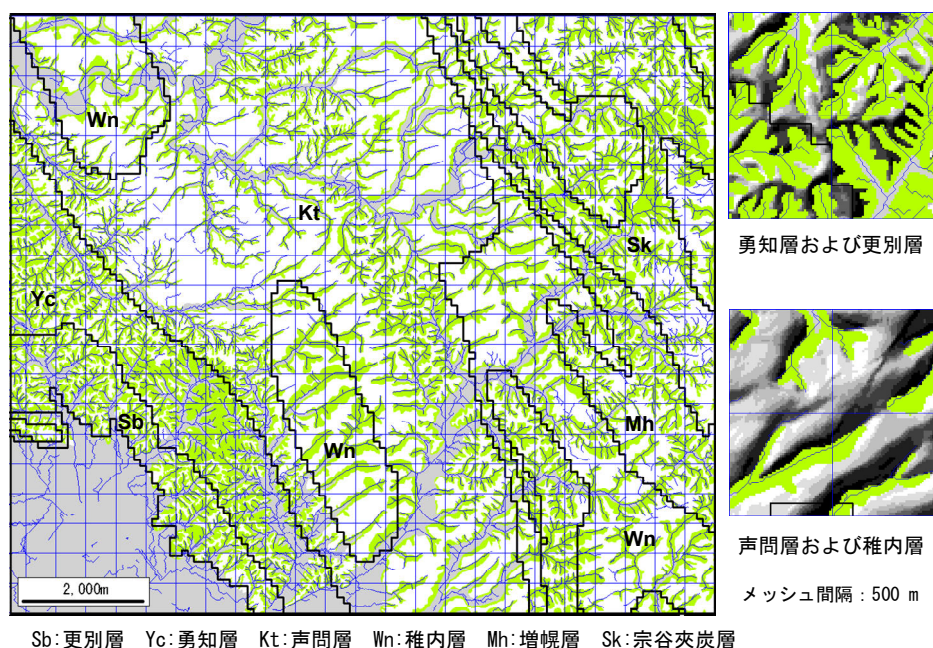 Wn
Kt
Sk
Yc
Sb
Wn
Mh
Wn
2,000m
勇知層および更別層
声問層および稚内層
メッシュ間隔：500 m
Sb:更別層 Yc:勇知層 Kt:声問層 Wn:稚内層 Mh:増幌層 Sk:宗谷夾炭層